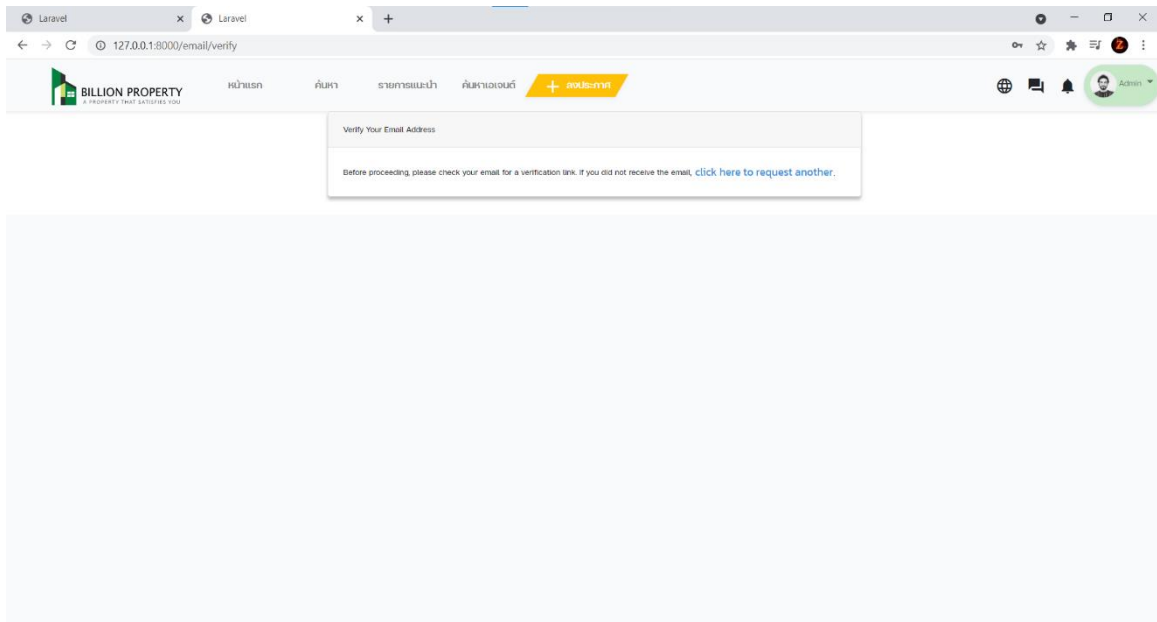 Laravel
Laravel
127.0.0.1:8000/email/verify
BILLION PROPERTY
A PROPERTY THAT SATISFIES YOU
หน้าแรก
ค้นหา
รายการแนะนำ
ค้นหาเอเจนต์
+ ลงประกาศ
Admin
Verify Your Email Address
Before proceeding, please check your email for a verification link. If you did not receive the email, click here to request another.